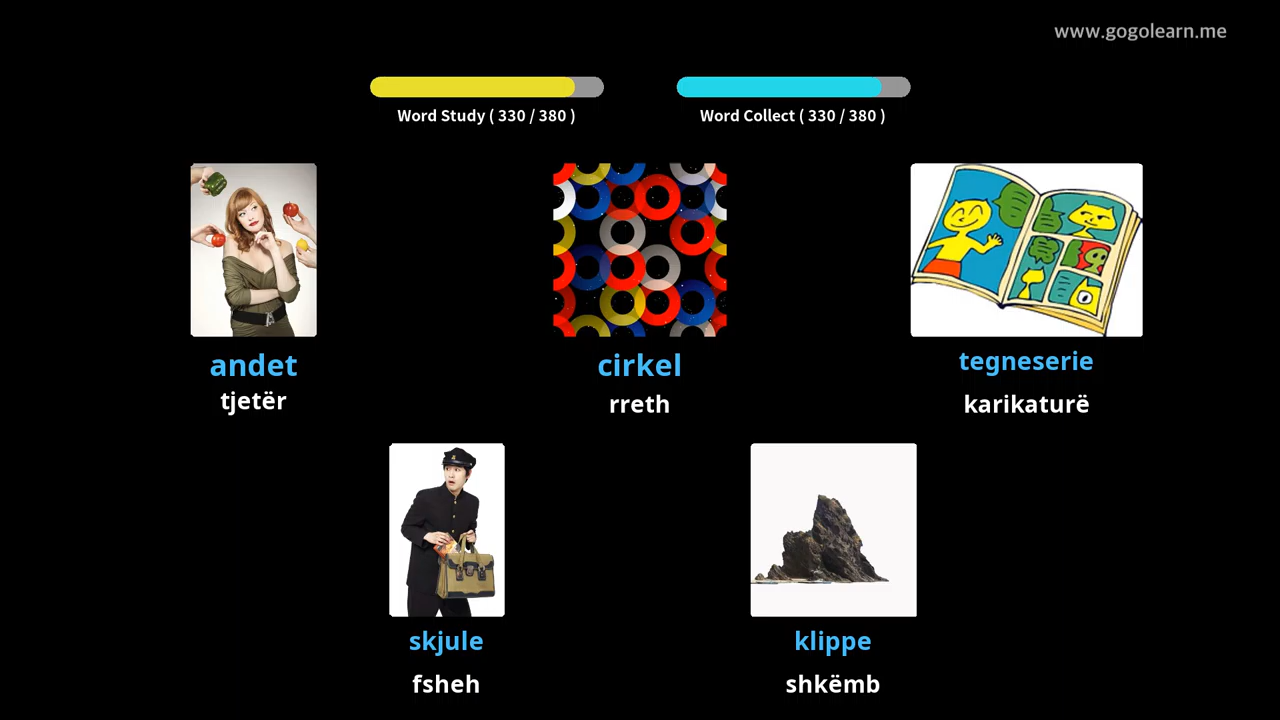 www.gogolearn.me
Word Study ( 330 / 380 )
Word Collect ( 330 / 380 )
andet
tjetër
cirkel
rreth
tegneserie
karikaturë
skjule
fsheh
klippe
shkëmb